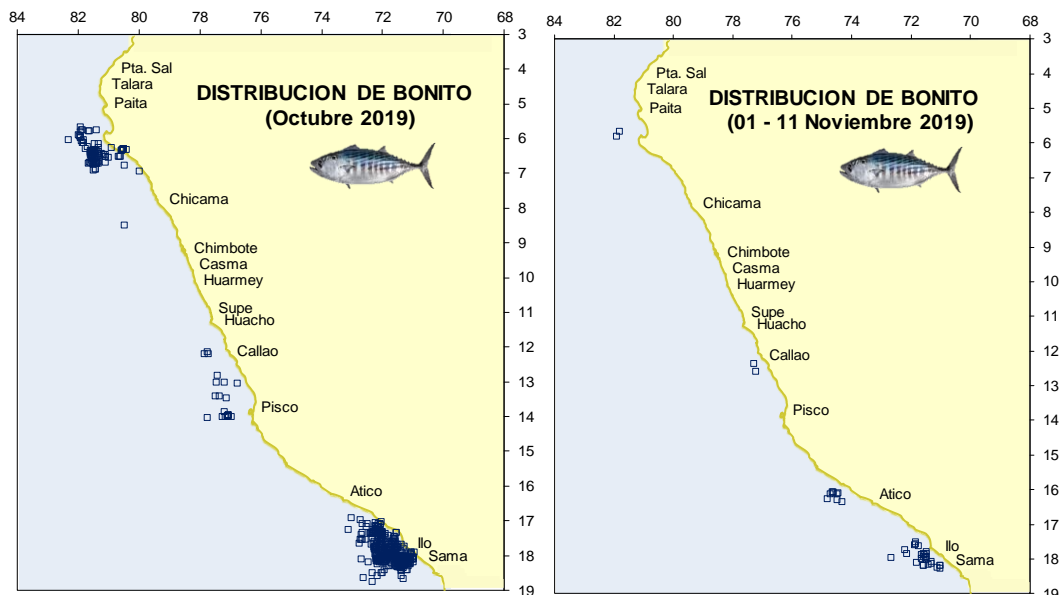 84 82 80 78 76 74 72 70 68
3
4
5
6
7
8
9
10
11
12
13
14
15
16
17
18
19
Pta. Sal
Talara
Paita
DISTRIBUCION DE BONITO
(Octubre 2019)
Chicama
Chimbote
Casma
Huarmey
Supe
Huacho
Callao
Pisco
Atico
Ilo
Sama
84 82 80 78 76 74 72 70 68
3
4
5
6
7
8
9
10
11
12
13
14
15
16
17
18
19
Pta. Sal
Talara
Paita
DISTRIBUCION DE BONITO
(01 - 11 Noviembre 2019)
Chicama
Chimbote
Casma
Huarmey
Supe
Huacho
Callao
Pisco
Atico
Ilo
Sama